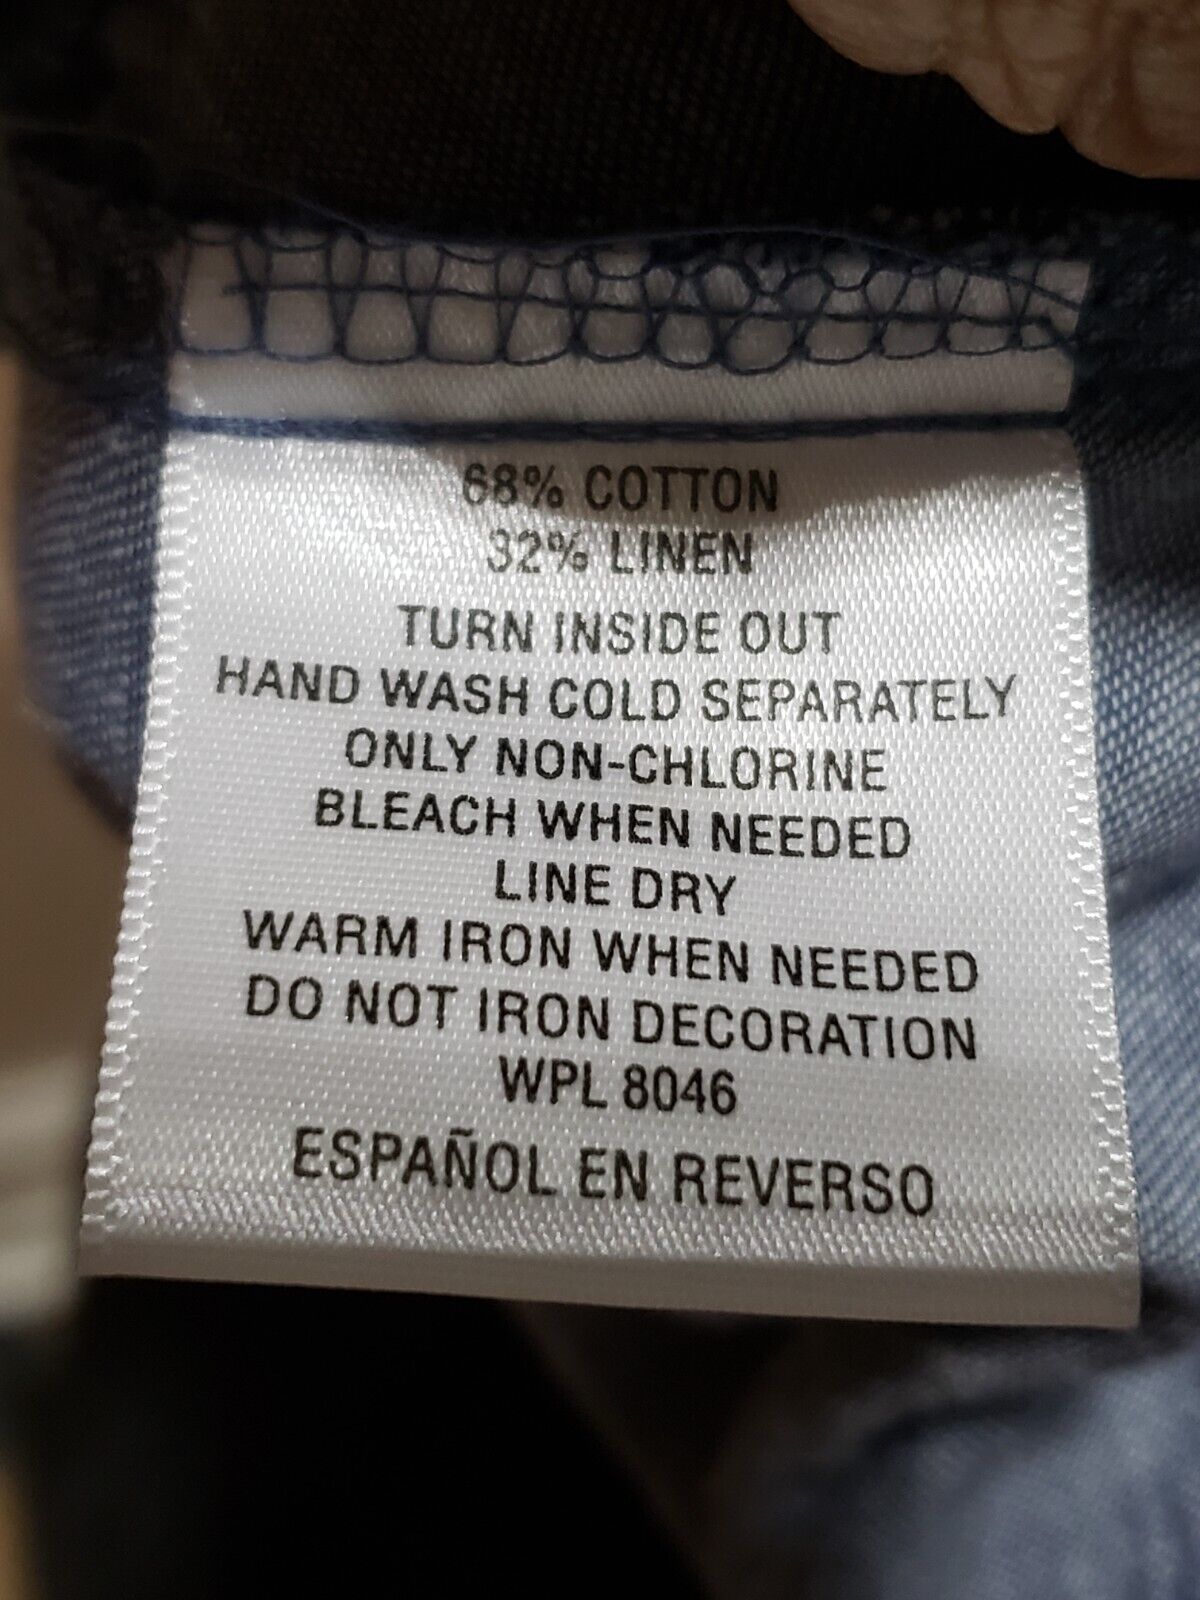 68% COTTON
32% LINEN
TURN INSIDE OUT
HAND WASH COLD SEPARATELY
ONLY NON-CHLORINE
BLEACH WHEN NEEDED
LINE DRY
WARM IRON WHEN NEEDED
DO NOT IRON DECORATION
WPL 8046
ESPAÑOL EN REVERSO